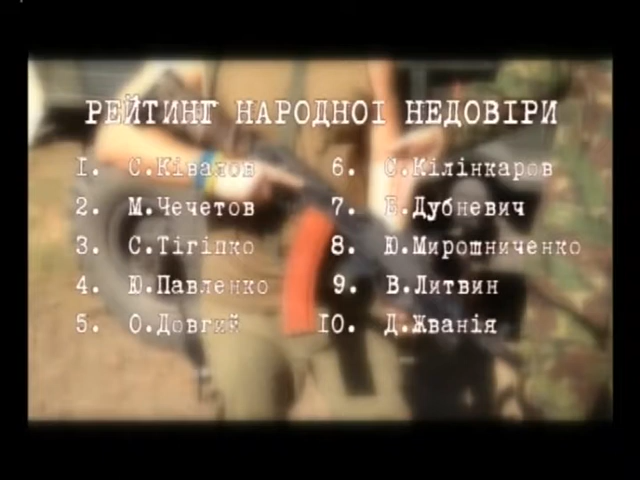 РЕЙТИНГ НАРОДНОЇ НЕДОВІРИ
1. С.Ківалов
2. М.Чечетов
3. С.Тігіпко
4. Ю.Павленко
5. О.Довгий
6. С.Кілінкаров
7. Б.Дубневич
8. Ю.Мирошниченко
9. В.Литвин
10. Д.Жванія